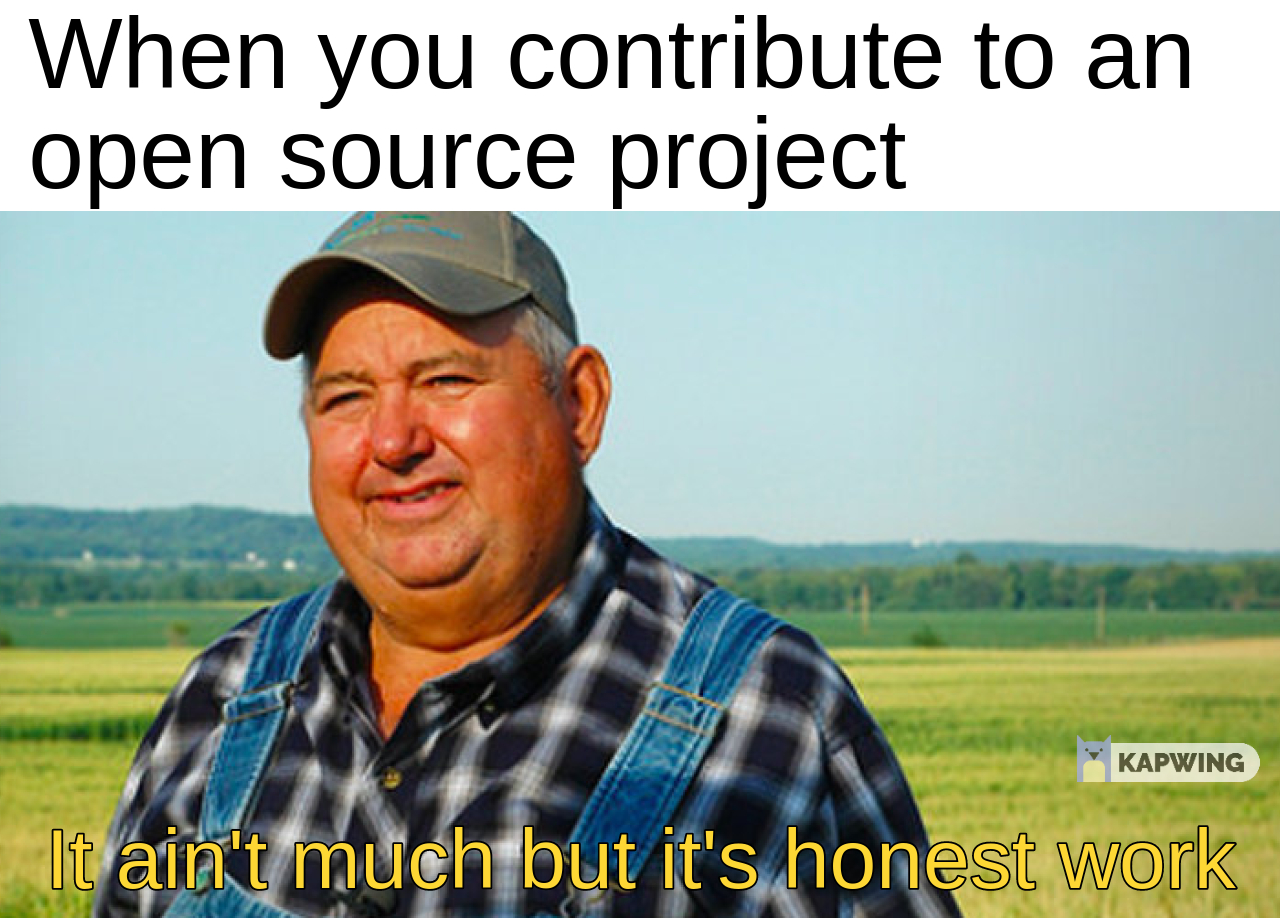 When you contribute to an
open source project
KAPWING
It ain't much but it's honest work